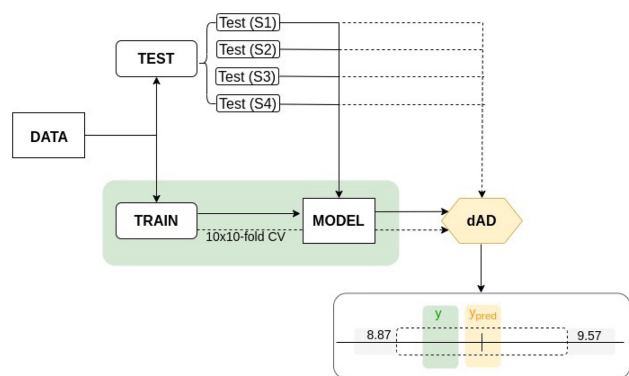 Test (S1)
Test (S2)
TEST
Test (S3)
Test (S4)
DATA
TRAIN
MODEL
dAD
10x10-fold CV
y
ypred
8.87
9.57